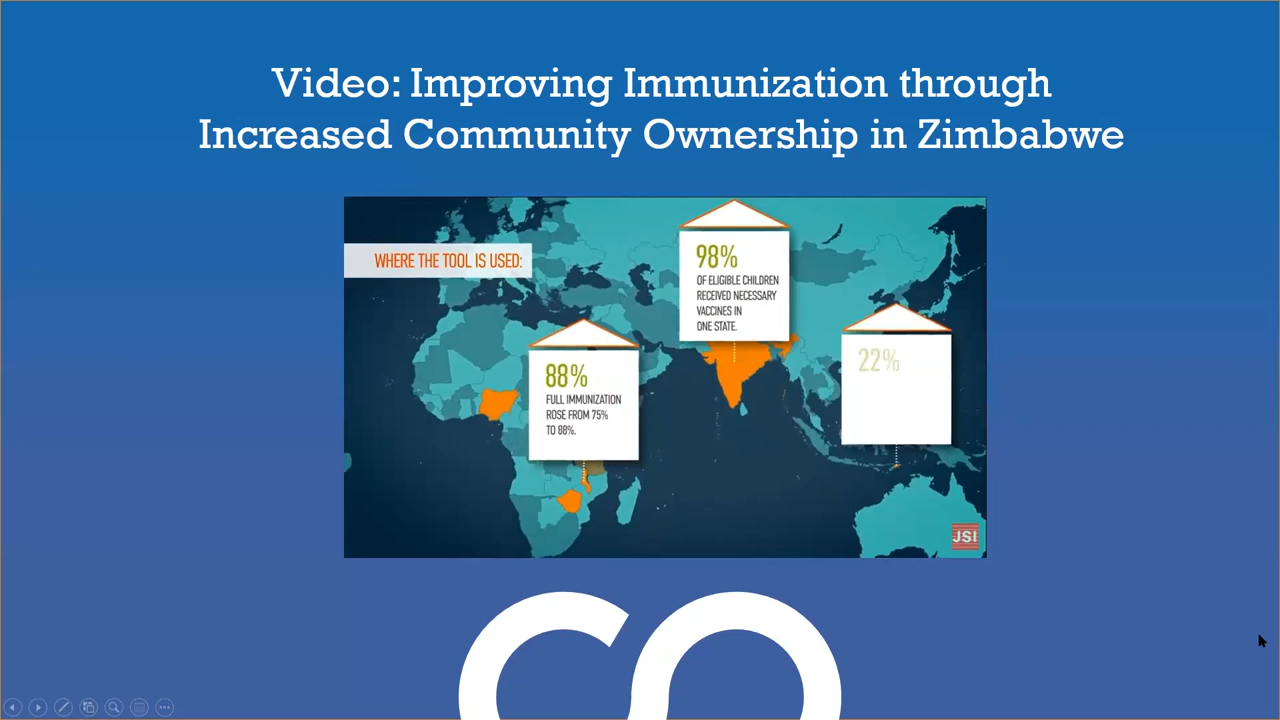 Video: Improving Immunization through
Increased Community Ownership in Zimbabwe
WHERE THE TOOL IS USED:
98%
OF ELIGIBLE CHILDREN
RECEIVED NECESSARY
VACCINES IN
ONE STATE.
88%
FULL IMMUNIZATION
ROSE FROM 75%
TO 88%.
22%
JSI